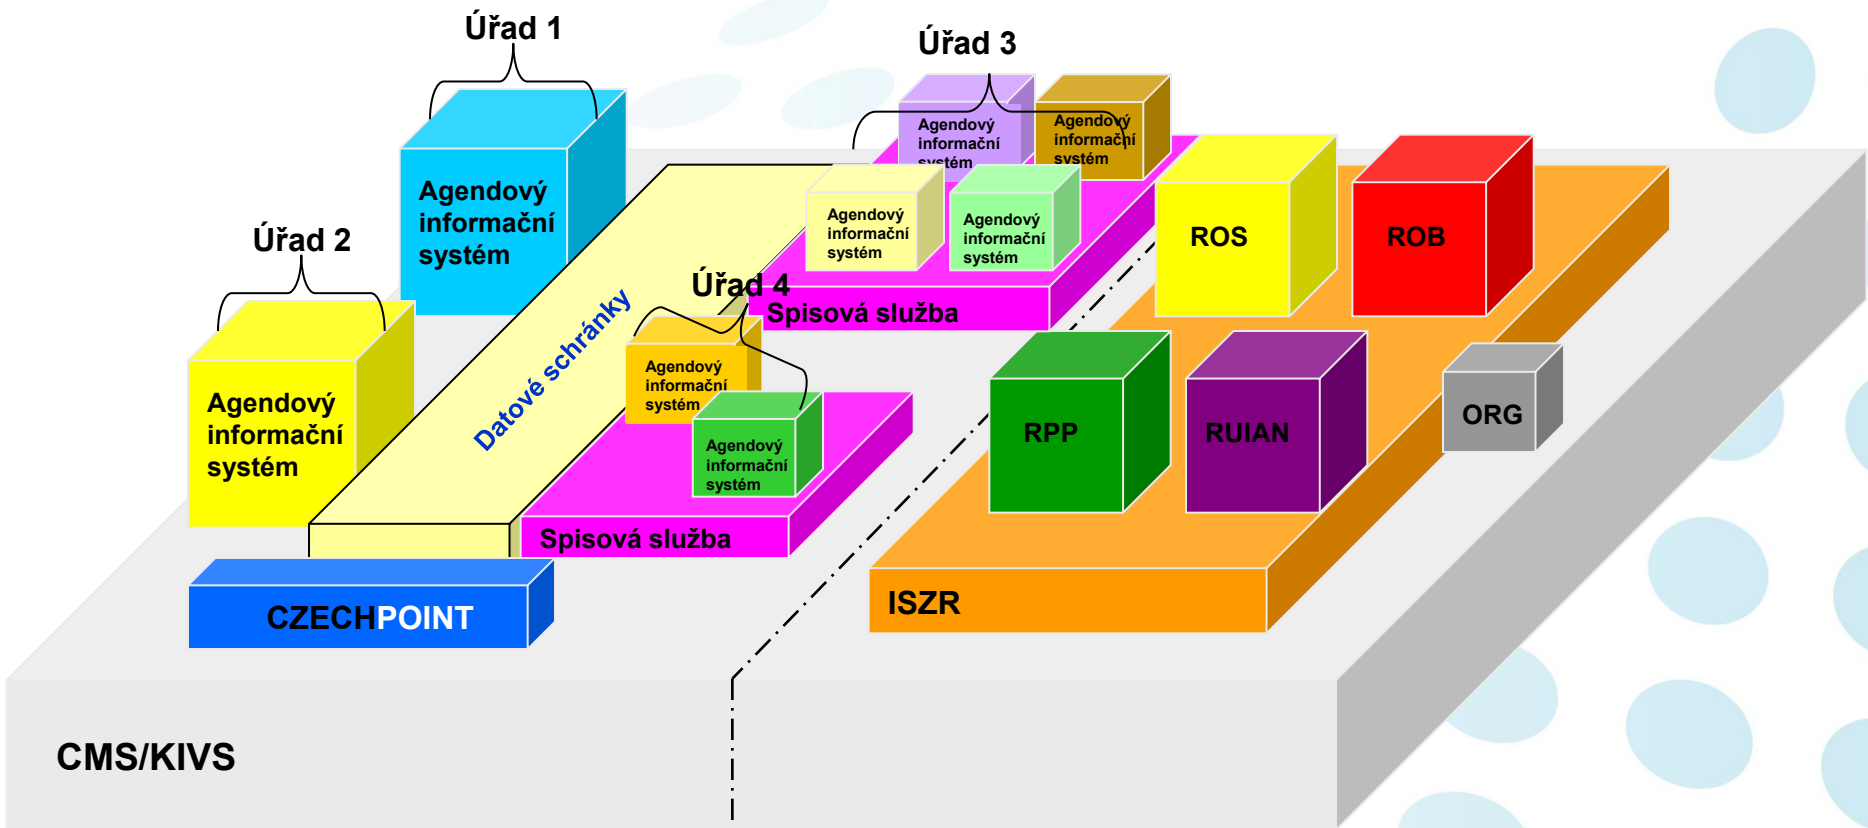 Úřad 1
Úřad 3
Agendový
informační
systém
Agendový
informační
systém
Agendový
informační
systém
Agendový
informační
systém
Agendový
informační
systém
ROS
ROB
Úřad 2
Úřad 4
Spisová služba
Datové schránky
Agendový
informační
systém
Agendový
informační
systém
Agendový
informační
systém
RPP
RUIAN
ORG
Spisová služba
ISZR
CZECHPOINT
CMS/KIVS